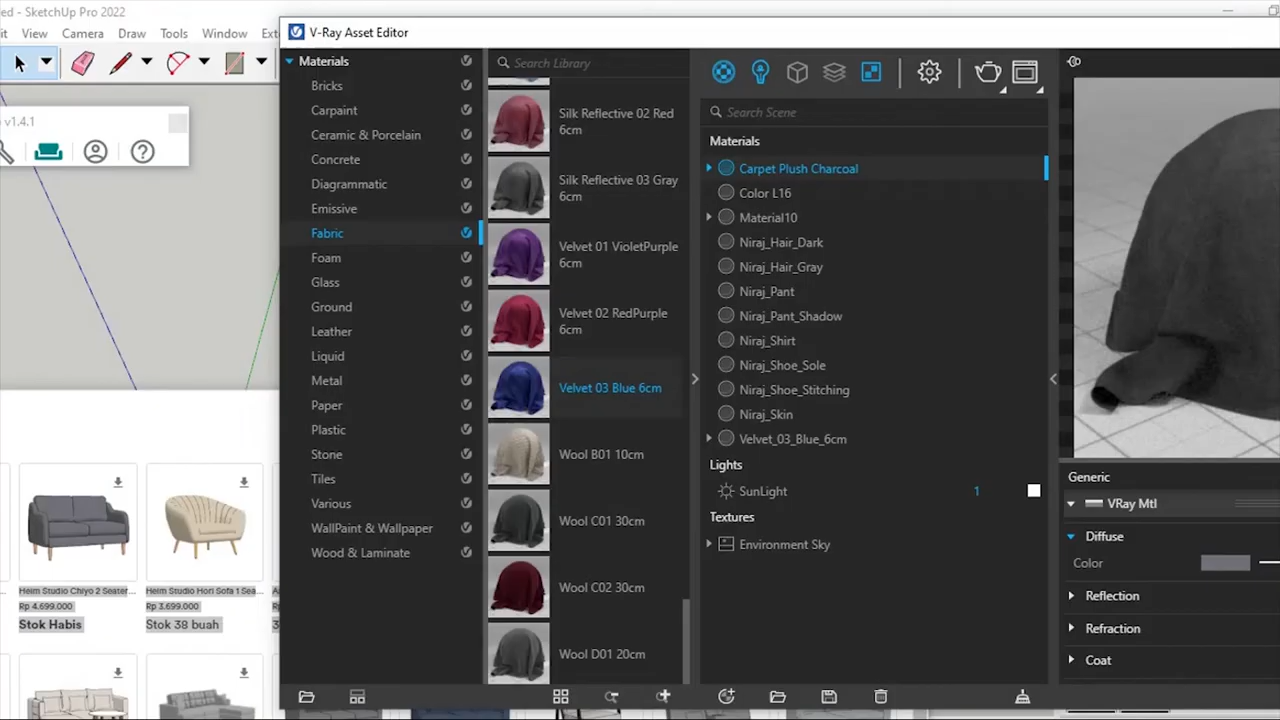 ed - SketchUp Pro 2022
it View Camera Draw Tools Window Ext
v1.4.1
Heim Studio Chiyo 2 Seater...
Rp 4.699.000
Stok Habis
Heim Studio Hori Sofa 1 Sea...
Rp 3.699.000
Stok 38 buah
V-Ray Asset Editor
Materials
Bricks
Carpaint
Ceramic & Porcelain
Concrete
Diagrammatic
Emissive
Fabric
Foam
Glass
Ground
Leather
Liquid
Metal
Paper
Plastic
Stone
Tiles
Various
WallPaint & Wallpaper
Wood & Laminate
Search Library
Silk Reflective 02 Red
6cm
Silk Reflective 03 Gray
6cm
Velvet 01 VioletPurple
6cm
Velvet 02 RedPurple
6cm
Velvet 03 Blue 6cm
Wool B01 10cm
Wool C01 30cm
Wool C02 30cm
Wool D01 20cm
Search Scene
Materials
Carpet Plush Charcoal
Color L16
Material10
Niraj_Hair_Dark
Niraj_Hair_Gray
Niraj_Pant
Niraj_Pant_Shadow
Niraj_Shirt
Niraj_Shoe_Sole
Niraj_Shoe_Stitching
Niraj_Skin
Velvet_03_Blue_6cm
Lights
SunLight 1
Textures
Environment Sky
Generic
VRay Mtl
Diffuse
Color
Reflection
Refraction
Coat